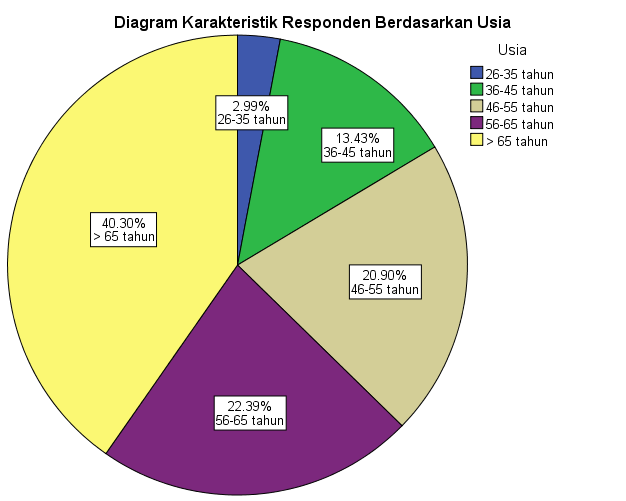 Diagram Karakteristik Responden Berdasarkan Usia
Usia
26-35 tahun
36-45 tahun
46-55 tahun
56-65 tahun
> 65 tahun
2.99%
26-35 tahun
13.43%
36-45 tahun
20.90%
46-55 tahun
22.39%
56-65 tahun
40.30%
> 65 tahun